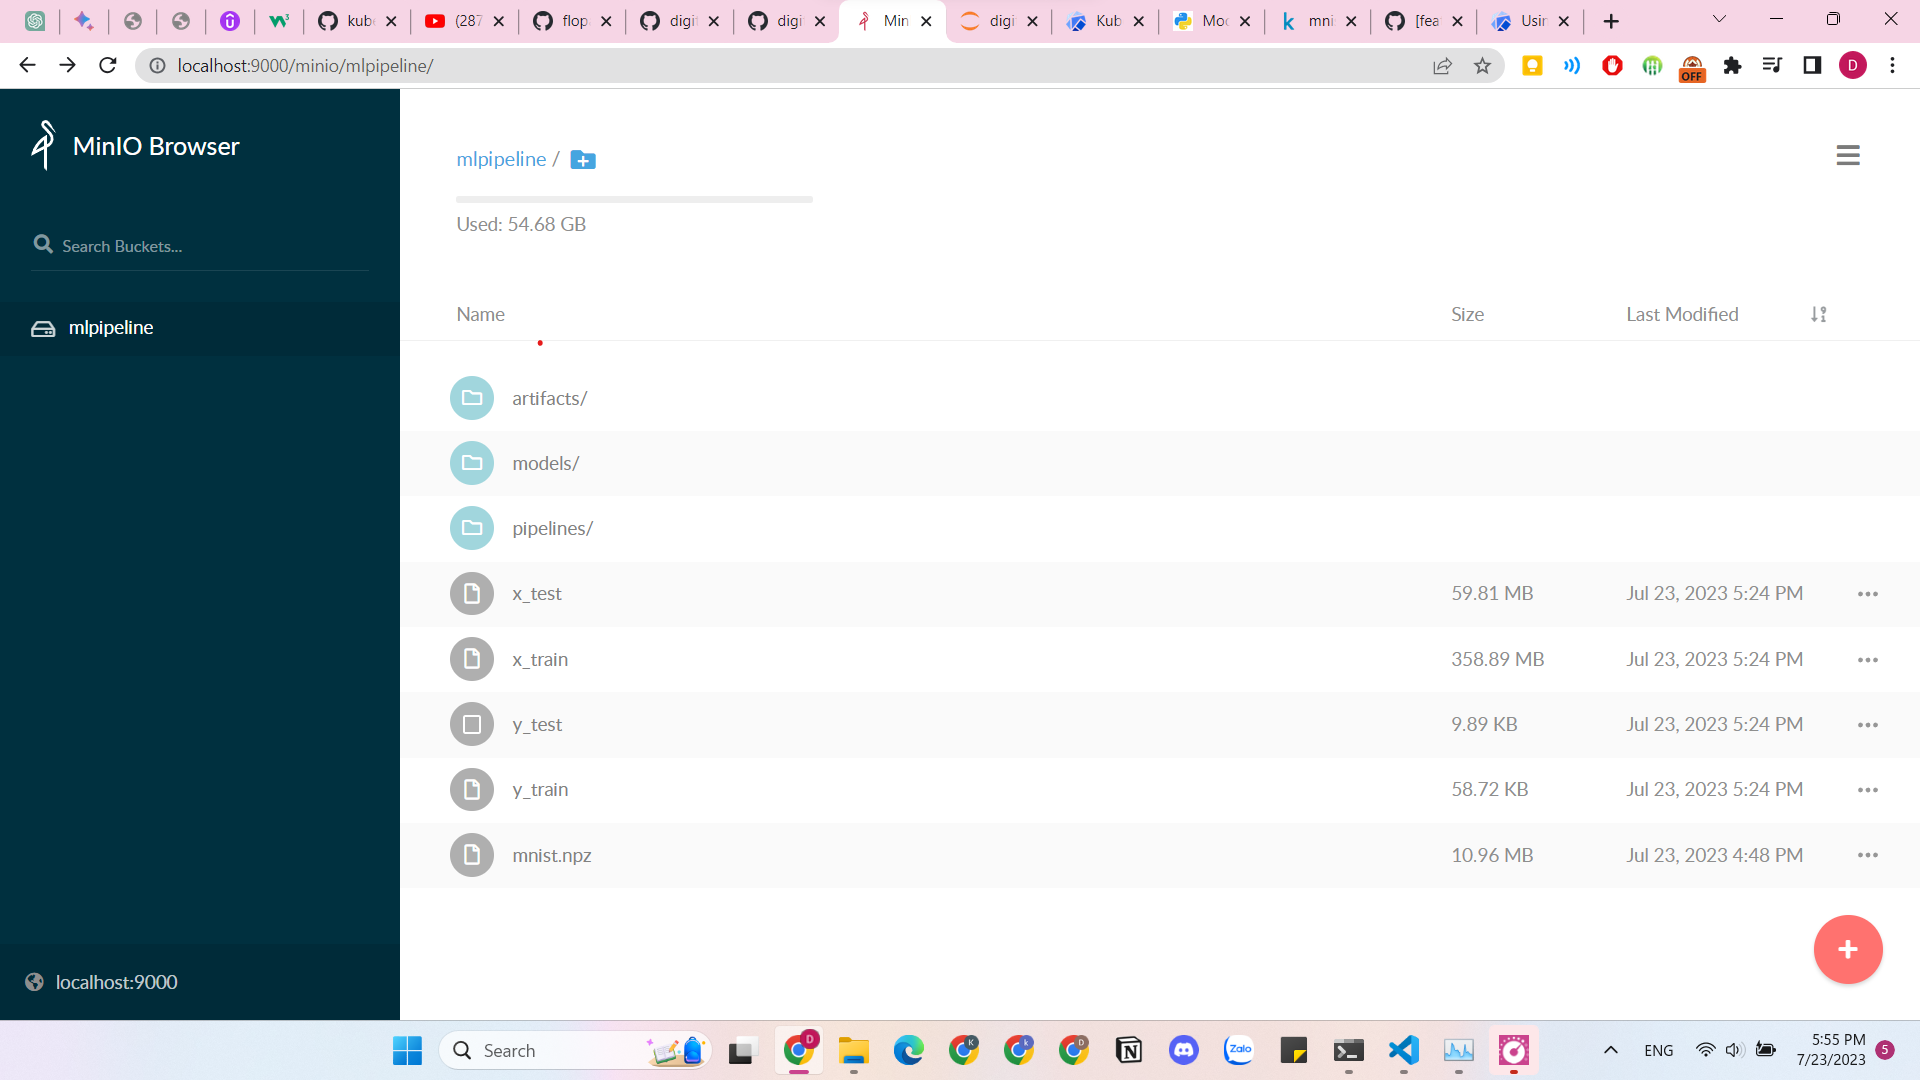 kub
(287
flop
digi
digi
Min
digi
Kub
Moc
mni
[fea
Usin
localhost:9000/minio/mlpipeline/
OFF
D
MinIO Browser
Search Buckets...
mlpipeline
localhost:9000
mlpipeline /
Used: 54.68 GB
Name Size Last Modified
artifacts/
models/
pipelines/
x_test 59.81 MB Jul 23, 2023 5:24 PM
x_train 358.89 MB Jul 23, 2023 5:24 PM
y_test 9.89 KB Jul 23, 2023 5:24 PM
y_train 58.72 KB Jul 23, 2023 5:24 PM
mnist.npz 10.96 MB Jul 23, 2023 4:48 PM
Search
D
K
k
D
Zalo
ENG
5:55 PM
7/23/2023
5